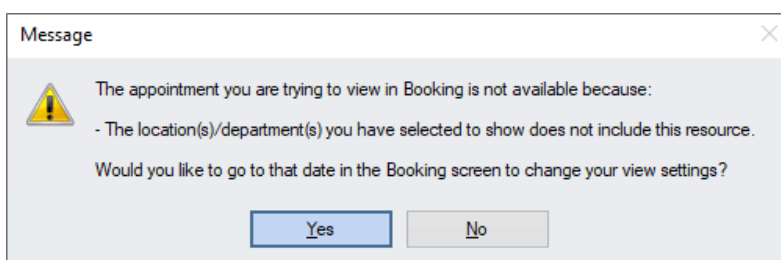 Message
The appointment you are trying to view in Booking is not available because:
- The location(s)/department(s) you have selected to show does not include this resource.
Would you like to go to that date in the Booking screen to change your view settings?
Yes
No